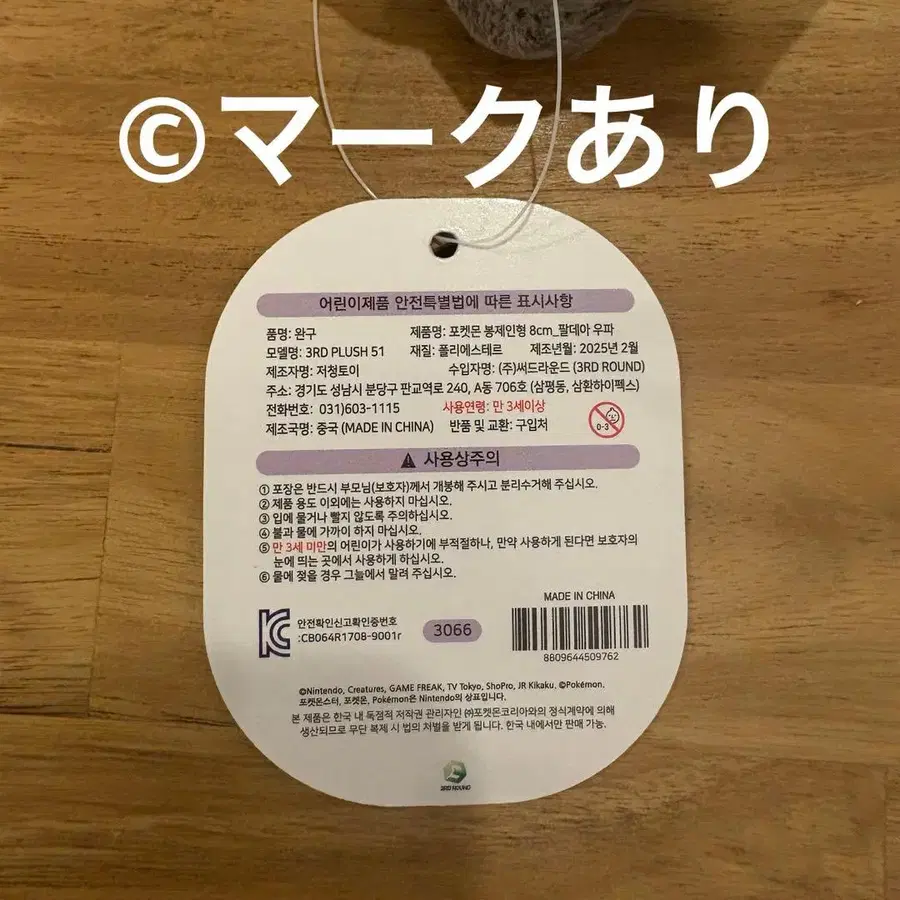 ©マークあり
어린이제품 안전특별법에 따른 표시사항
품명: 완구 제품명: 포켓몬 봉제인형 8cm_팔데아 우파
모델명: 3RD PLUSH 51 재질: 폴리에스테르 제조년월: 2025년 2월
제조자명: 저청토이 수입자명: (주)써드라운드 (3RD ROUND)
주소: 경기도 성남시 분당구 판교역로 240, A동 706호 (삼평동, 삼환하이펙스)
전화번호: 031)603-1115 사용연령: 만 3세이상
0-3
제조국명: 중국 (MADE IN CHINA) 반품 및 교환: 구입처
사용상주의
① 포장은 반드시 부모님(보호자)께서 개봉해 주시고 분리수거해 주십시오.
② 제품 용도 이외에는 사용하지 마십시오.
③ 입에 물거나 빨지 않도록 주의하십시오.
④ 불과 물에 가까이 하지 마십시오.
⑤ 만 3세 미만의 어린이가 사용하기에 부적절하나, 만약 사용하게 된다면 보호자의
눈에 띄는 곳에서 사용하게 하십시오.
⑥ 물에 젖을 경우 그늘에서 말려 주십시오.
MADE IN CHINA
KC 안전확인신고확인증번호
:CB064R1708-9001r
3066
8809644509762
©Nintendo, Creatures, GAME FREAK, TV Tokyo, ShoPro, JR Kikaku, ©Pokémon.
포켓몬스터, 포켓몬, Pokémon은 Nintendo의 상표입니다.
본 제품은 한국 내 독점적 저작권 관리자인 ㈜포켓몬코리아와의 정식계약에 의해
생산되므로 무단 복제 시 법의 처벌을 받게 됩니다. 한국 내에서만 판매 가능.
3RD ROUND